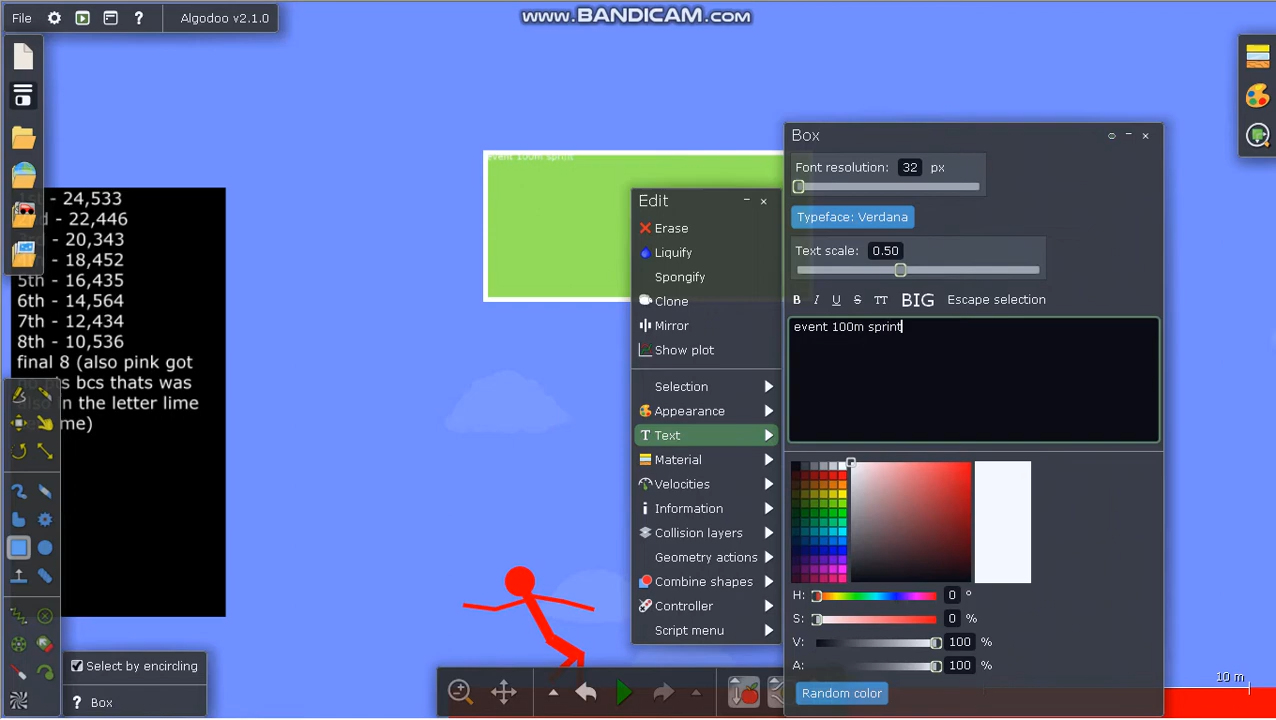 www.BANDICAM.com
File
?
Algodoo v2.1.0
- 24,533
- 22,446
- 20,343
- 18,452
5th - 16,435
6th - 14,564
7th - 12,434
8th - 10,536
final 8 (also pink got
pts bcs thats was
in the letter lime
me)
event 100m sprint
Edit
Erase
Liquify
Spongify
Clone
Mirror
Show plot
Selection
Appearance
T Text
Material
Velocities
Information
Collision layers
Geometry actions
Combine shapes
Controller
Script menu
Box
Font resolution: 32 px
Typeface: Verdana
Text scale: 0.50
B I U S TT BIG Escape selection
event 100m sprint
H: 0 °
S: 0 %
V: 100 %
A: 100 %
Random color
Select by encircling
? Box
10 m